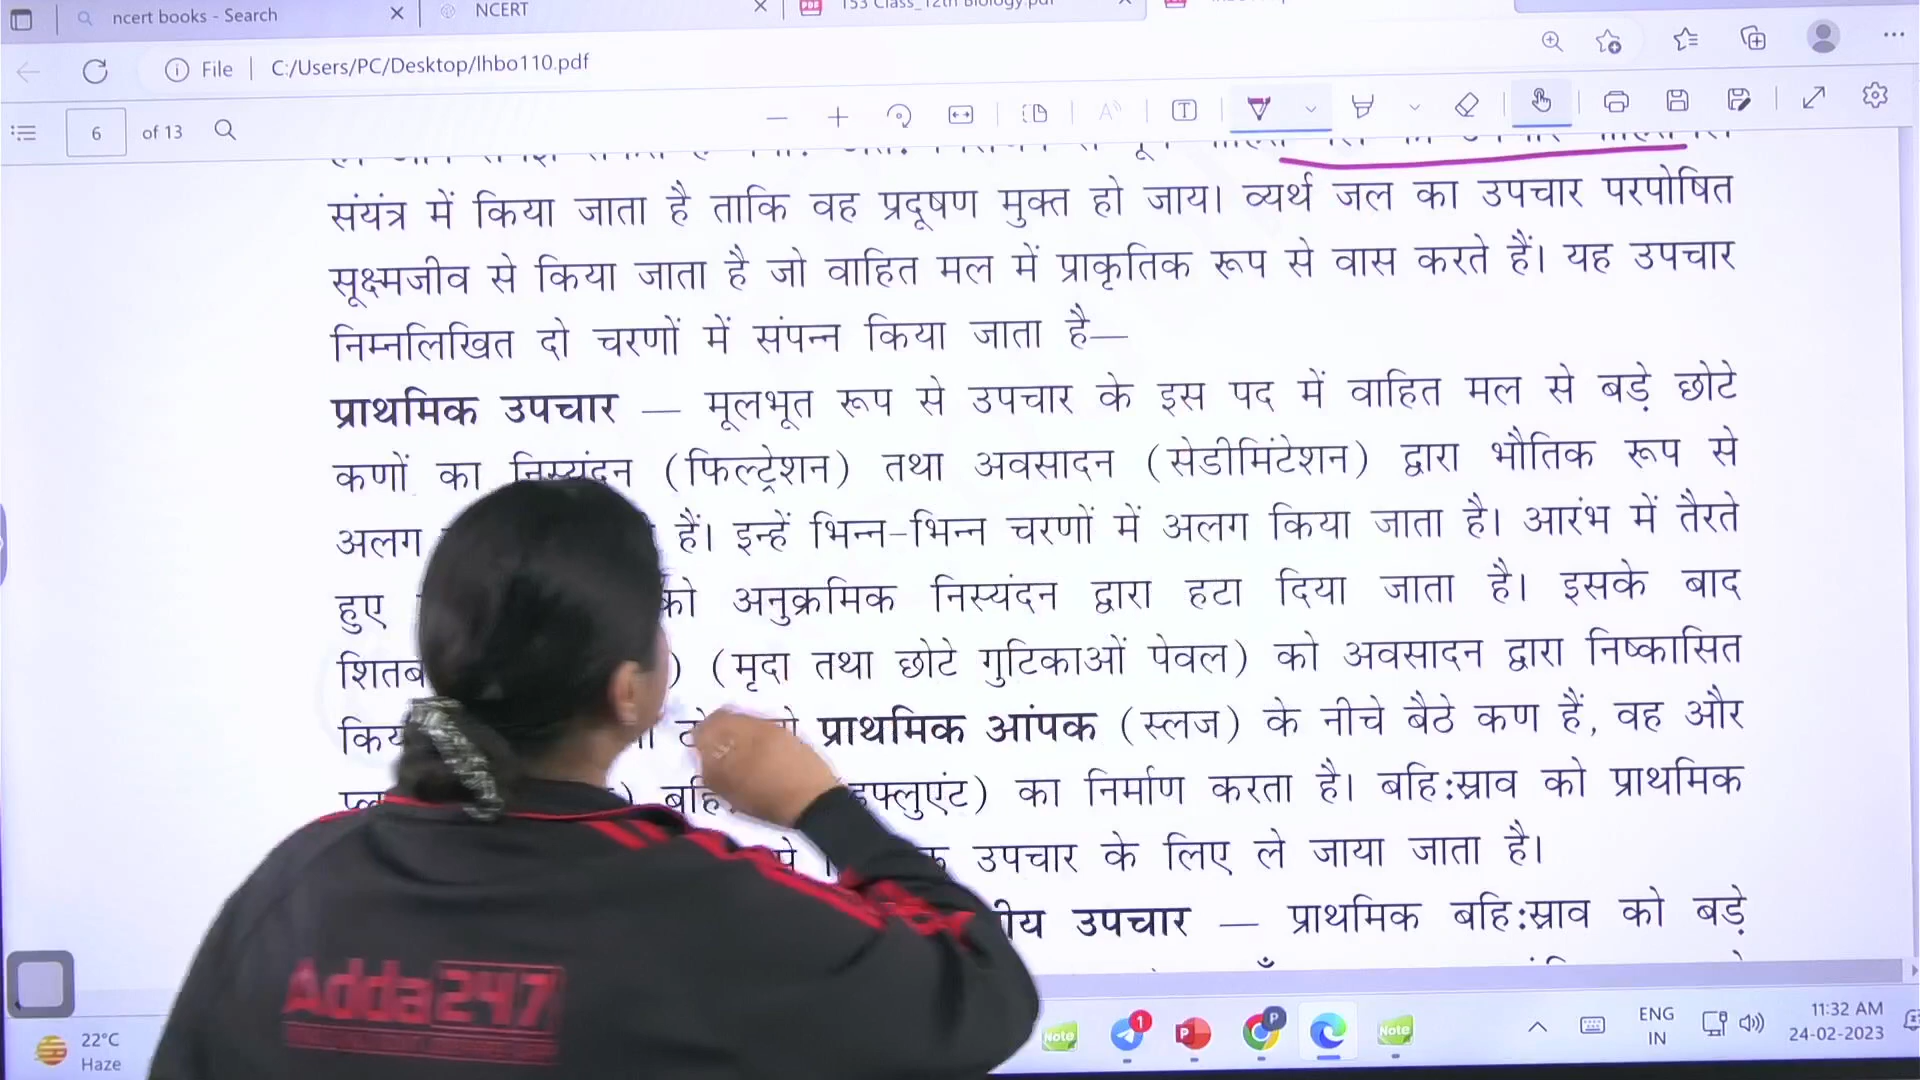 ncert books - Search
NCERT
File
C:/Users/PC/Desktop/lhbo110.pdf
6 of 13
संयंत्र में किया जाता है ताकि वह प्रदूषण मुक्त हो जाय। व्यर्थ जल का उपचार परपोषित
सूक्ष्मजीव से किया जाता है जो वाहित मल में प्राकृतिक रूप से वास करते हैं। यह उपचार
निम्नलिखित दो चरणों में संपन्न किया जाता है—
प्राथमिक उपचार — मूलभूत रूप से उपचार के इस पद में वाहित मल से बड़े छोटे
कणों का निस्यंदन (फिल्ट्रेशन) तथा अवसादन (सेडीमिंटेशन) द्वारा भौतिक रूप से
अलग हैं। इन्हें भिन्न-भिन्न चरणों में अलग किया जाता है। आरंभ में तैरते
हुए को अनुक्रमिक निस्यंदन द्वारा हटा दिया जाता है। इसके बाद
(मृदा तथा छोटे गुटिकाओं पेवल) को अवसादन द्वारा निष्कासित
प्राथमिक आंपक (स्लज) के नीचे बैठे कण हैं, वह और
का निर्माण करता है। बहि:स्राव को प्राथमिक
उपचार के लिए ले जाया जाता है।
उपचार — प्राथमिक बहि:स्राव को बड़े
Adda247
22°C
Haze
Note
1
P
Note
ENG
IN
11:32 AM
24-02-2023